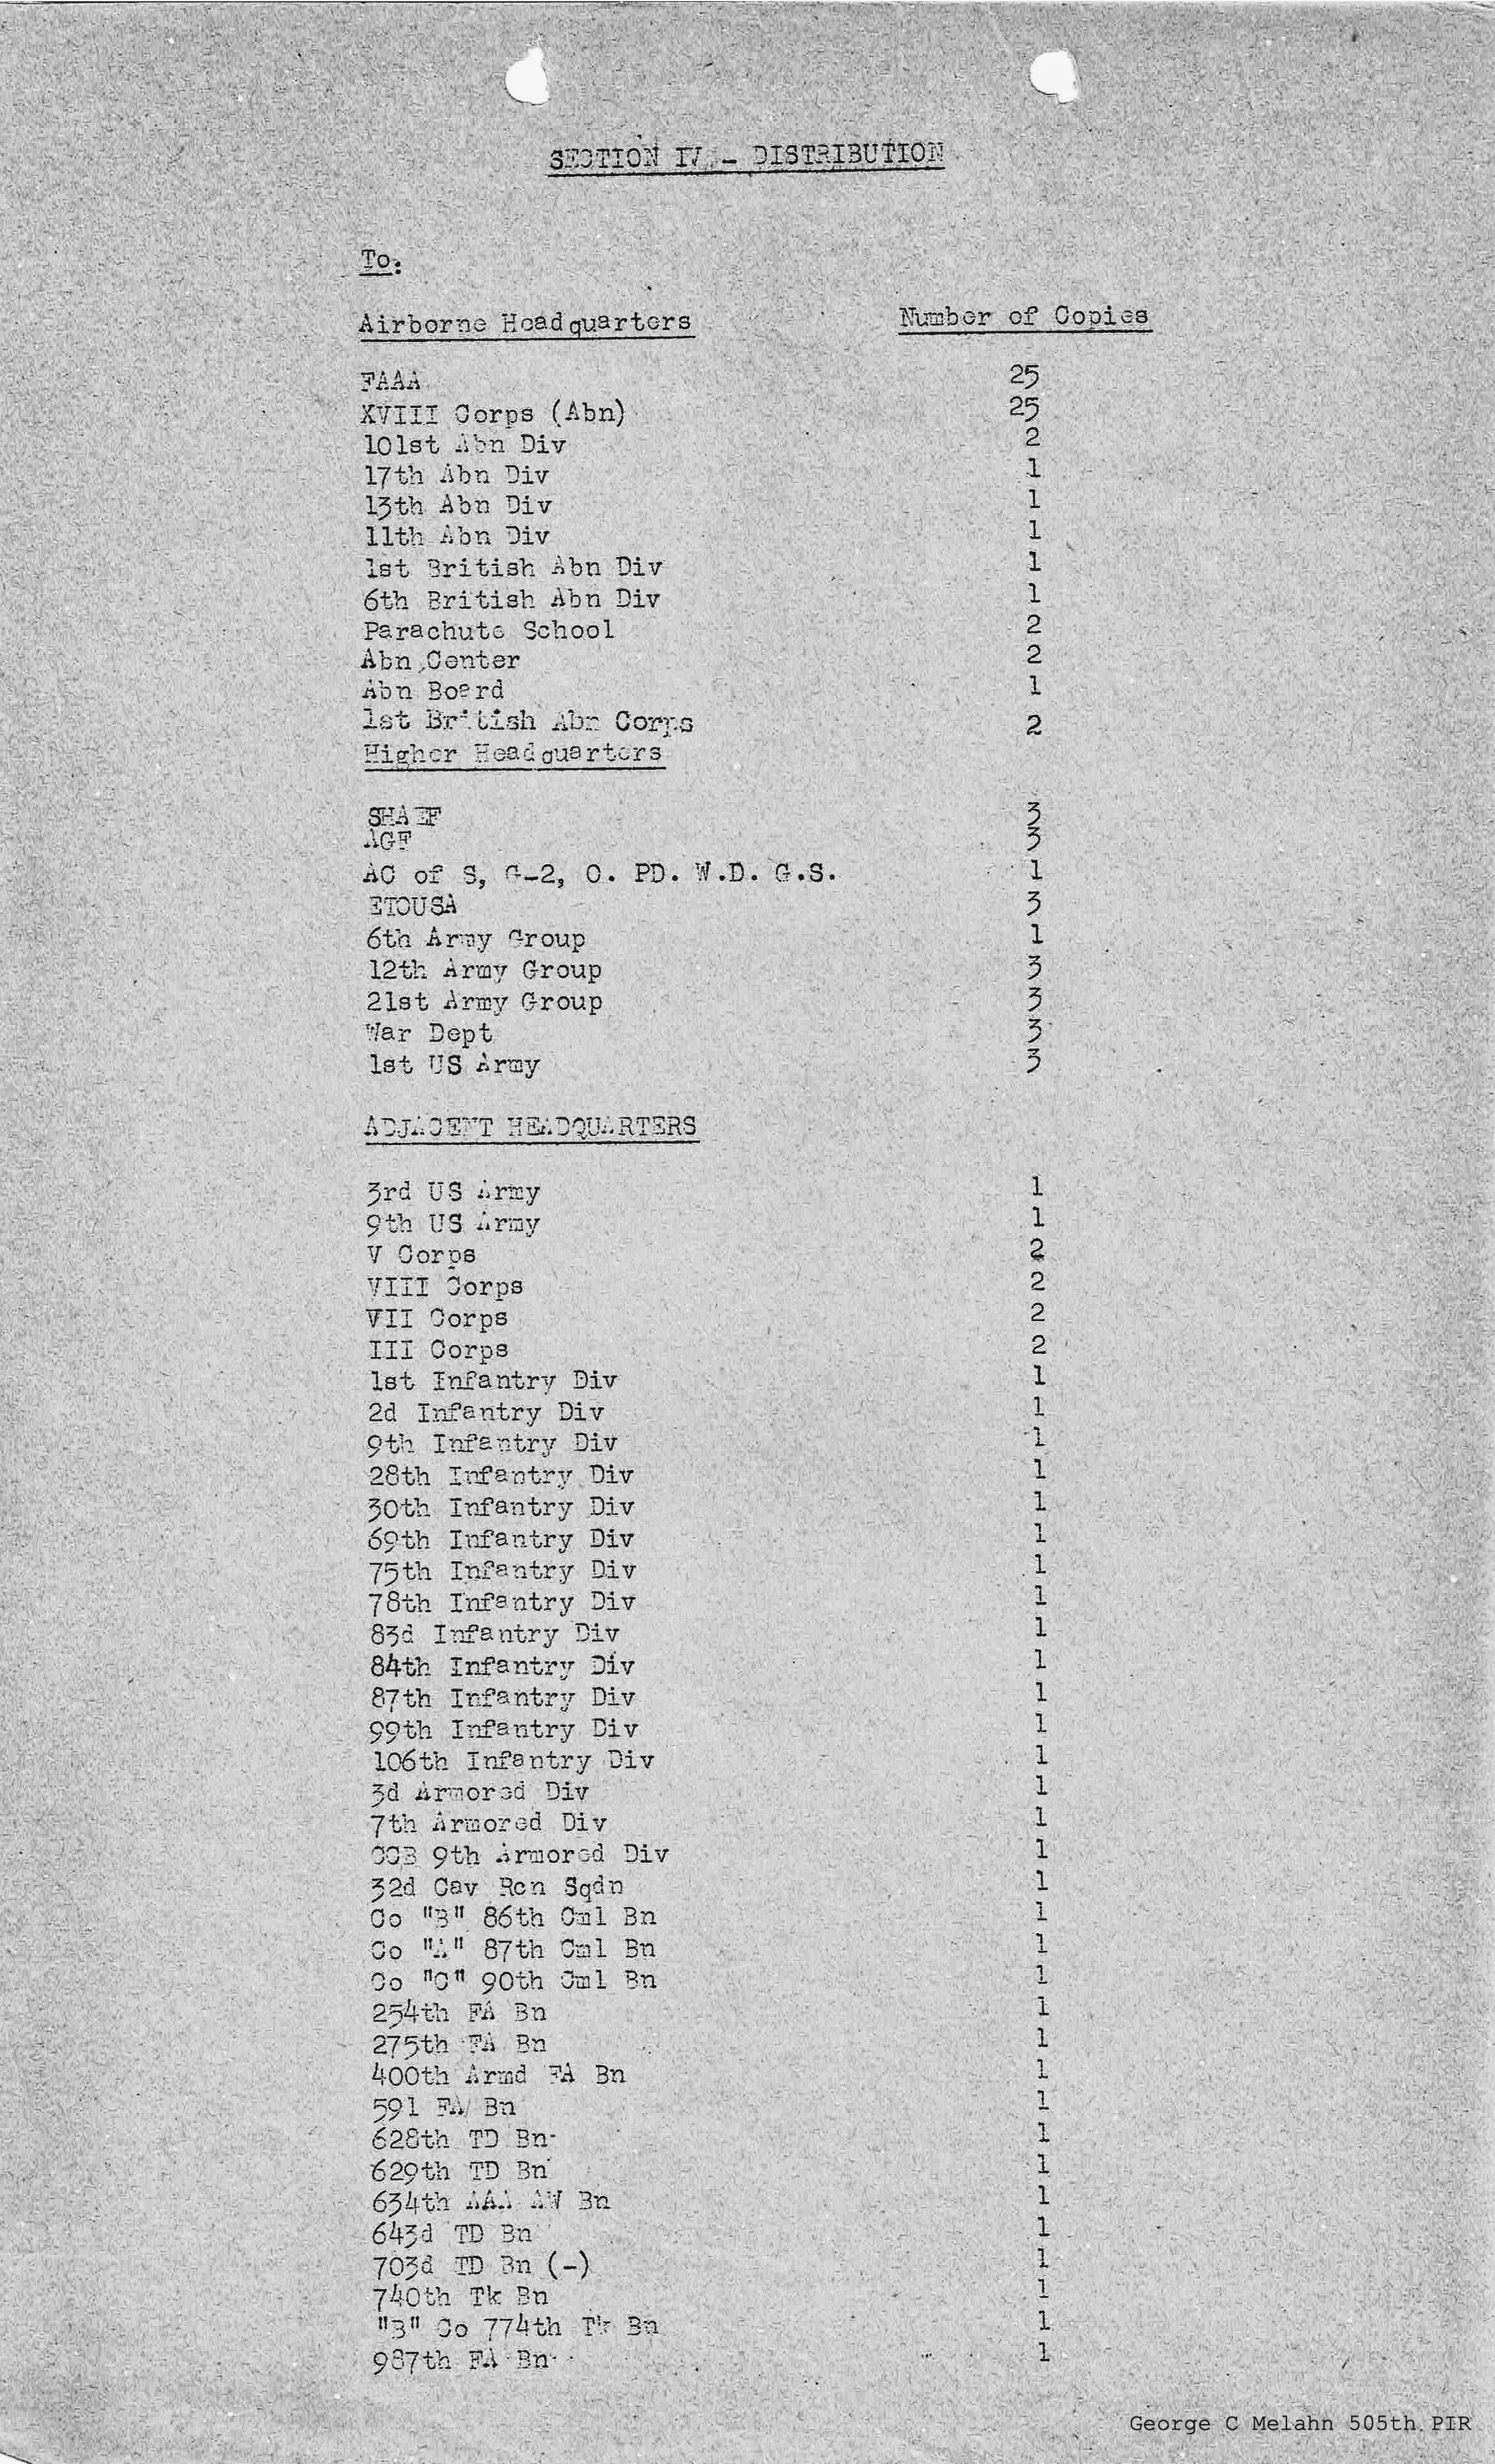 SECTION IV - DISTRIBUTION
To:
Airborne Headquarters Number of Copies
FAAA 25
XVIII Corps (Abn) 25
101st Abn Div 2
17th Abn Div 1
13th Abn Div 1
11th Abn Div 1
1st British Abn Div 1
6th British Abn Div 1
Parachute School 2
Abn Center 2
Abn Board 1
1st British Abn Corps 2
Higher Headquarters
SHAEF 3
AGF 3
AC of S, G-2, O. PD. W.D. G.S. 1
ETOUSA 3
6th Army Group 1
12th Army Group 3
21st Army Group 3
War Dept 3
1st US Army 3
ADJACENT HEADQUARTERS
3rd US Army 1
9th US Army 1
V Corps 2
VIII Corps 2
VII Corps 2
III Corps 2
1st Infantry Div 1
2d Infantry Div 1
9th Infantry Div 1
28th Infantry Div 1
30th Infantry Div 1
69th Infantry Div 1
75th Infantry Div 1
78th Infantry Div 1
83d Infantry Div 1
84th Infantry Div 1
87th Infantry Div 1
99th Infantry Div 1
106th Infantry Div 1
3d Armored Div 1
7th Armored Div 1
CCB 9th Armored Div 1
32d Cav Rcn Sqdn 1
Co "B" 86th Cml Bn 1
Co "A" 87th Cml Bn 1
Co "C" 90th Cml Bn 1
254th FA Bn 1
275th FA Bn 1
400th Armd FA Bn 1
591 FA Bn 1
628th TD Bn 1
629th TD Bn 1
634th AAA AW Bn 1
643d TD Bn 1
703d TD Bn (-) 1
740th Tk Bn 1
"B" Co 774th Tk Bn 1
987th FA Bn 1
George C Melahn 505th PIR